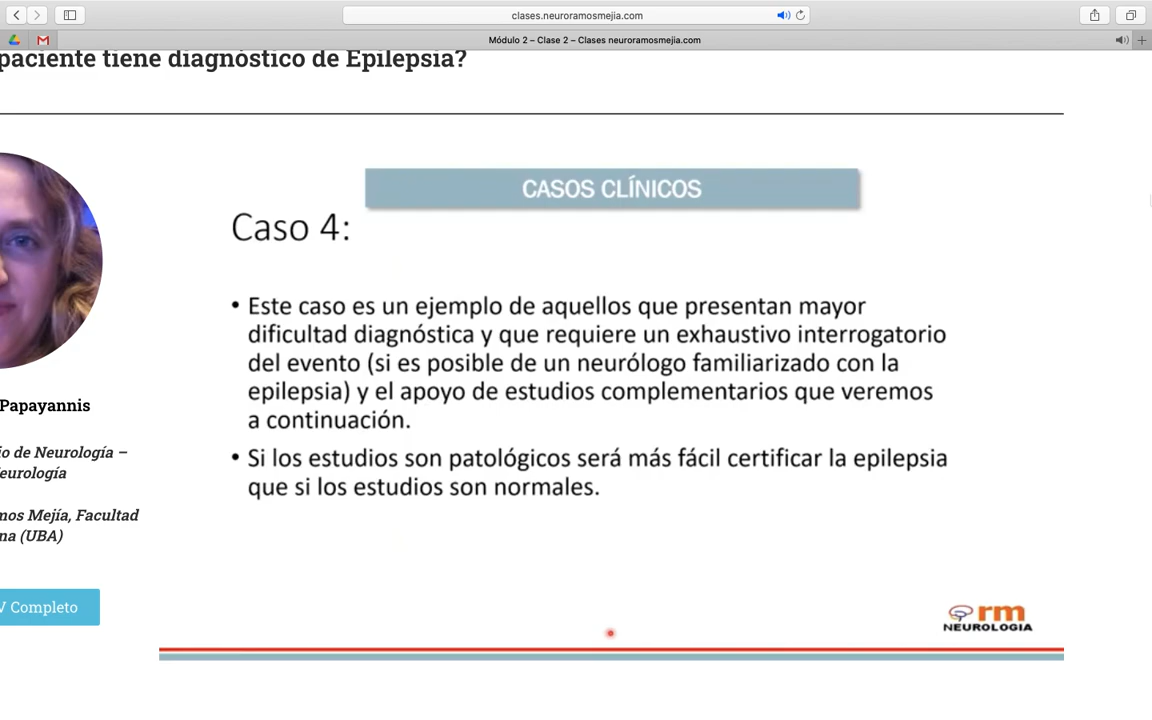 clases.neuroramosmejia.com
Módulo 2 – Clase 2 – Clases neuroramosmejia.com
paciente tiene diagnóstico de Epilepsia?
CASOS CLÍNICOS
Caso 4:
• Este caso es un ejemplo de aquellos que presentan mayor
dificultad diagnóstica y que requiere un exhaustivo interrogatorio
del evento (si es posible de un neurólogo familiarizado con la
epilepsia) y el apoyo de estudios complementarios que veremos
a continuación.
• Si los estudios son patológicos será más fácil certificar la epilepsia
que si los estudios son normales.
Papayannis
io de Neurología –
eurología
mos Mejía, Facultad
na (UBA)
V Completo
rm
NEUROLOGIA